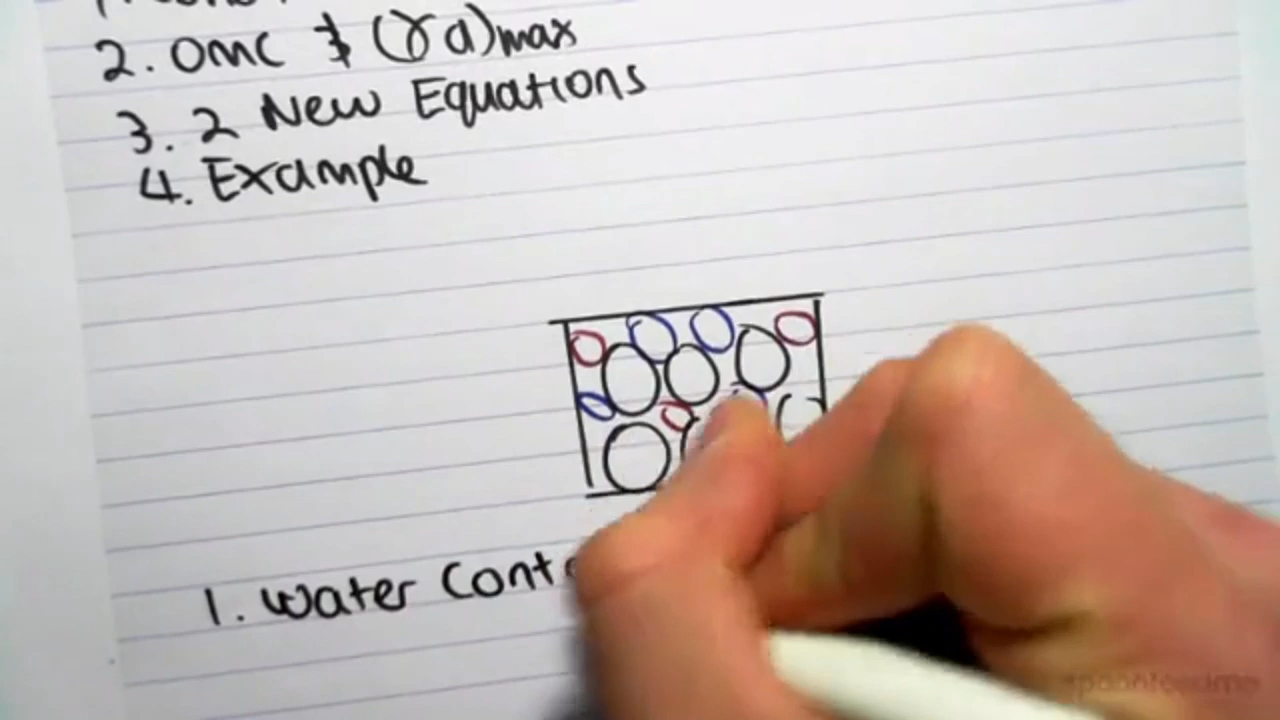 2. OMC & (γd)max
3. 2 New Equations
4. Example
1. Water Cont